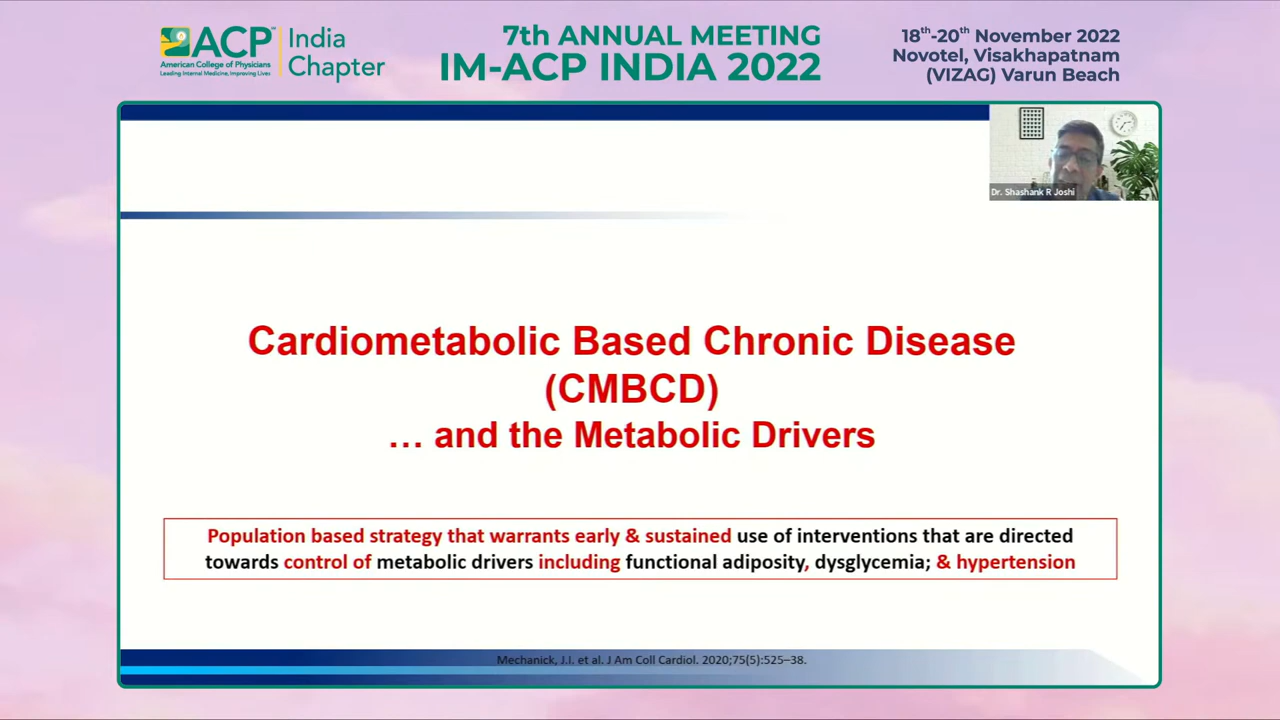 ACP
American College of Physicians
Leading Internal Medicine, Improving Lives
India
Chapter
7th ANNUAL MEETING
IM-ACP INDIA 2022
18th-20th November 2022
Novotel, Visakhapatnam
(VIZAG) Varun Beach
Dr. Shashank R Joshi
Cardiometabolic Based Chronic Disease
(CMBCD)
… and the Metabolic Drivers
Population based strategy that warrants early & sustained use of interventions that are directed
towards control of metabolic drivers including functional adiposity, dysglycemia; & hypertension
Mechanick, J.I. et al. J Am Coll Cardiol. 2020;75(5):525–38.